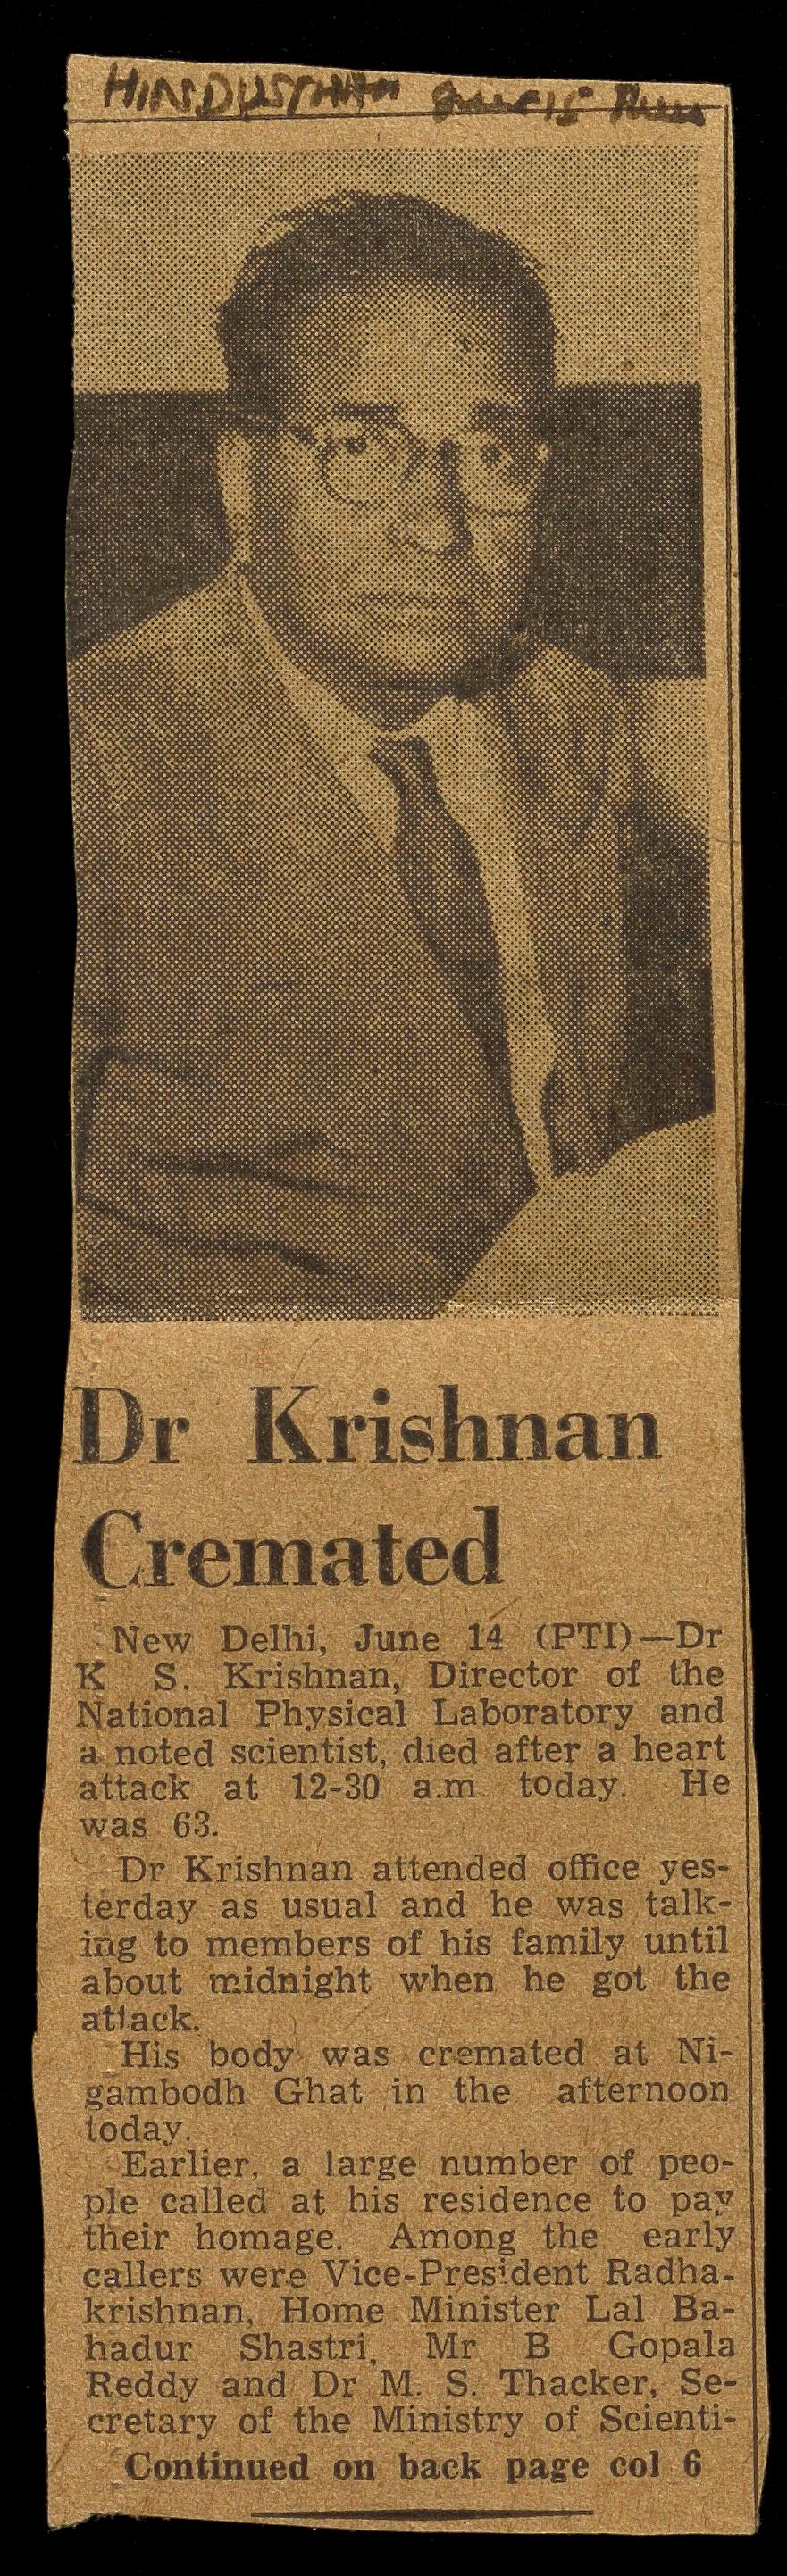 HINDUSTHAN
Dr Krishnan
Cremated
New Delhi, June 14 (PTI)—Dr
K S. Krishnan, Director of the
National Physical Laboratory and
a noted scientist, died after a heart
attack at 12-30 a.m today. He
was 63.
Dr Krishnan attended office yes-
terday as usual and he was talk-
ing to members of his family until
about midnight when he got the
attack.
His body was cremated at Ni-
gambodh Ghat in the afternoon
today.
Earlier, a large number of peo-
ple called at his residence to pay
their homage. Among the early
callers were Vice-President Radha-
krishnan, Home Minister Lal Ba-
hadur Shastri, Mr B Gopala
Reddy and Dr M. S. Thacker, Se-
cretary of the Ministry of Scienti-
Continued on back page col 6